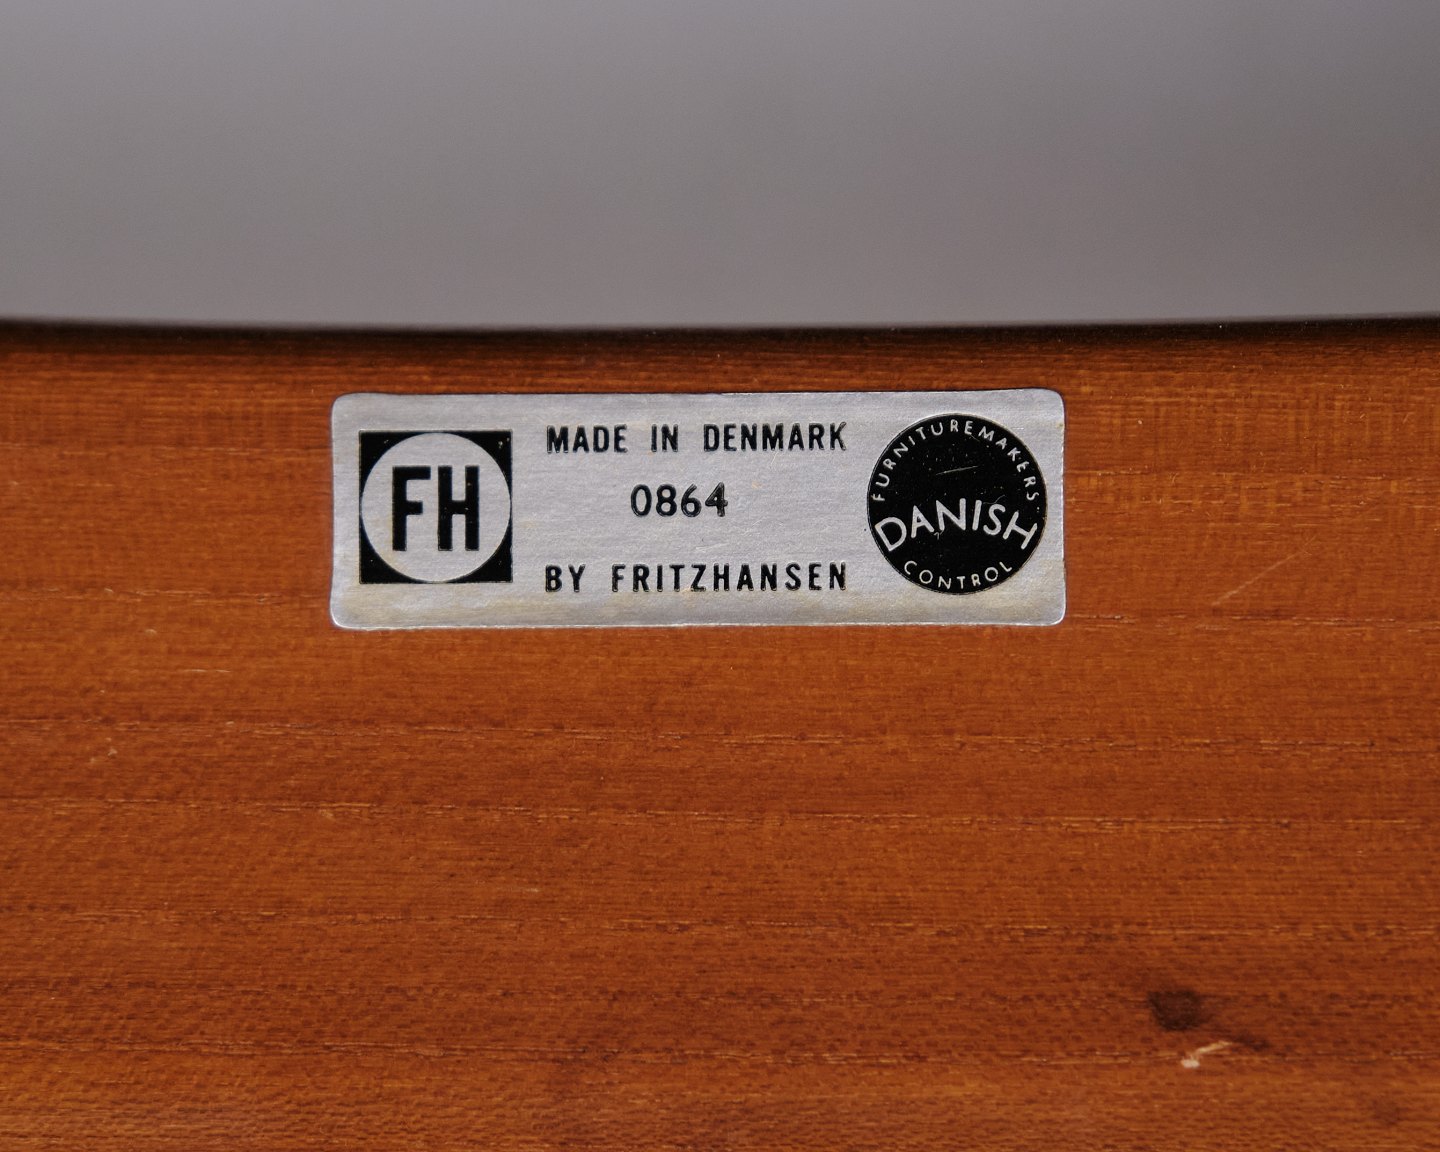 FH
MADE IN DENMARK
0864
BY FRITZHANSEN
FURNITUREMAKERS
DANISH
CONTROL